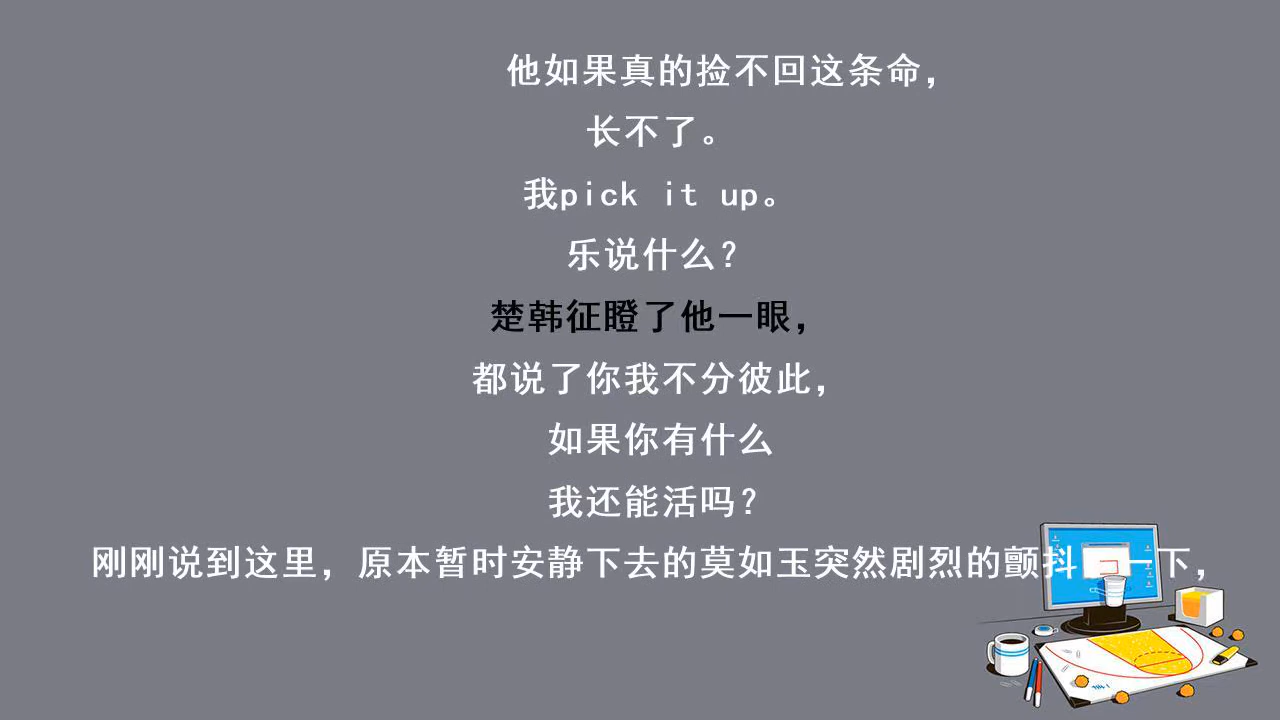 他如果真的捡不回这条命，
长不了。
我pick it up。
乐说什么？
楚韩征瞪了他一眼，
都说了你我不分彼此，
如果你有什么
我还能活吗？
刚刚说到这里，原本暂时安静下去的莫如玉突然剧烈的颤抖 一下，